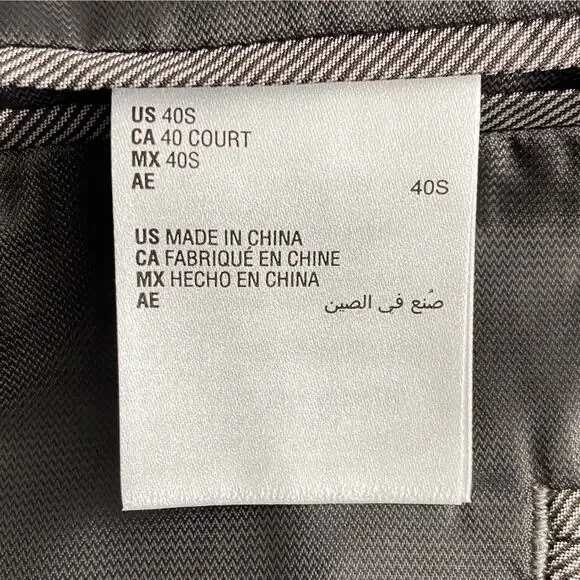 US 40S
CA 40 COURT
MX 40S
AE 40S
US MADE IN CHINA
CA FABRIQUÉ EN CHINE
MX HECHO EN CHINA
AE صُنع في الصين